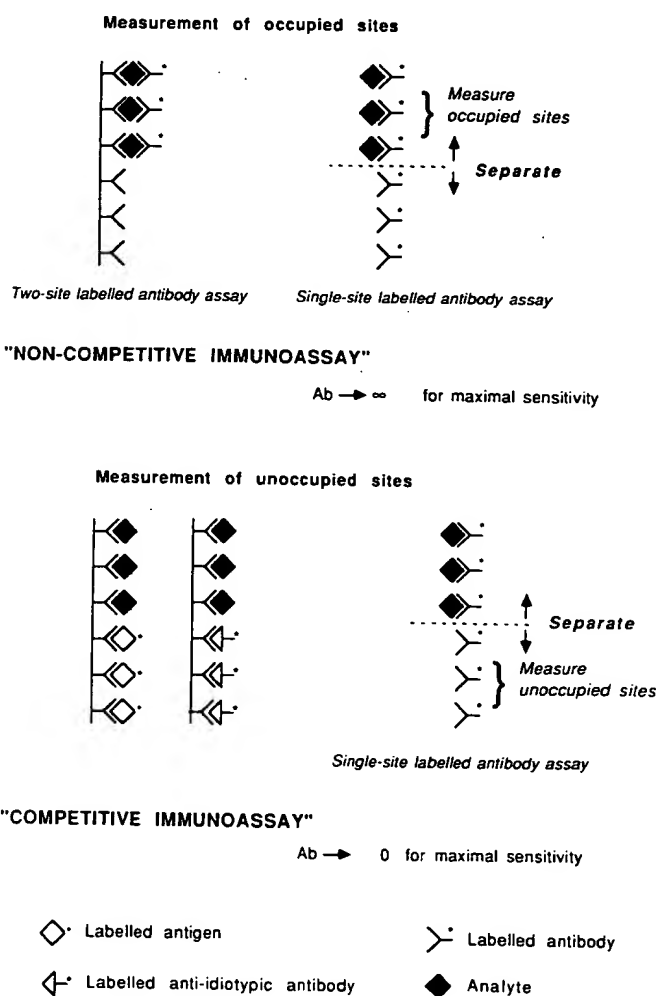 Measurement of occupied sites
Measure
occupied sites
Separate
Two-site labelled antibody assay
Single-site labelled antibody assay
"NON-COMPETITIVE IMMUNOASSAY"
Ab → ∞ for maximal sensitivity
Measurement of unoccupied sites
Separate
Measure
unoccupied sites
Single-site labelled antibody assay
"COMPETITIVE IMMUNOASSAY"
Ab → 0 for maximal sensitivity
Labelled antigen
Labelled antibody
Labelled anti-idiotypic antibody
Analyte